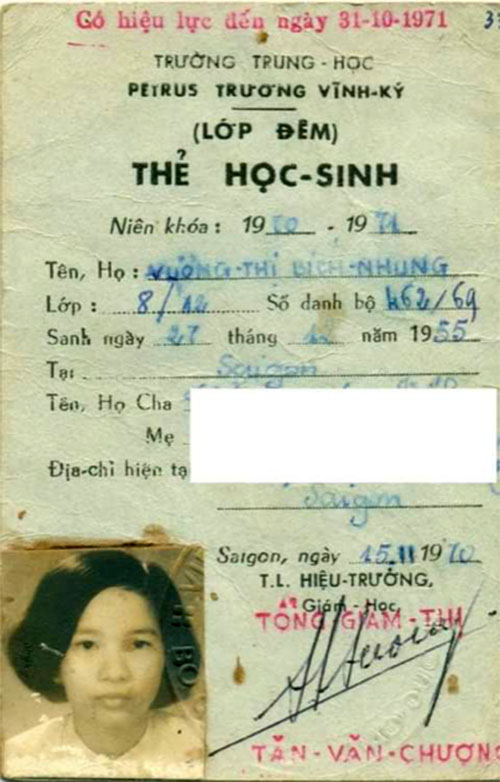 Có hiệu lực đến ngày 31-10-1971
TRƯỜNG TRUNG-HỌC
PETRUS TRƯƠNG VĨNH-KÝ
(LỚP ĐÊM)
THẺ HỌC-SINH
Niên khóa: 1970 - 1971
Tên, Họ: VƯƠNG-THỊ BÍCH-NHUNG
Lớp: 8/12 Số danh bộ 462/69
Sanh ngày 27 tháng năm 1955
Tại Saigon
Tên, Họ Cha
Mẹ
Địa-chỉ hiện tạ
Saigon
Saigon, ngày 15.11 1970
T.L. HIỆU-TRƯỞNG,
Giám-Học,
TỔNG GIÁM-THỊ
TĂN-VĂN-CHƯƠNG